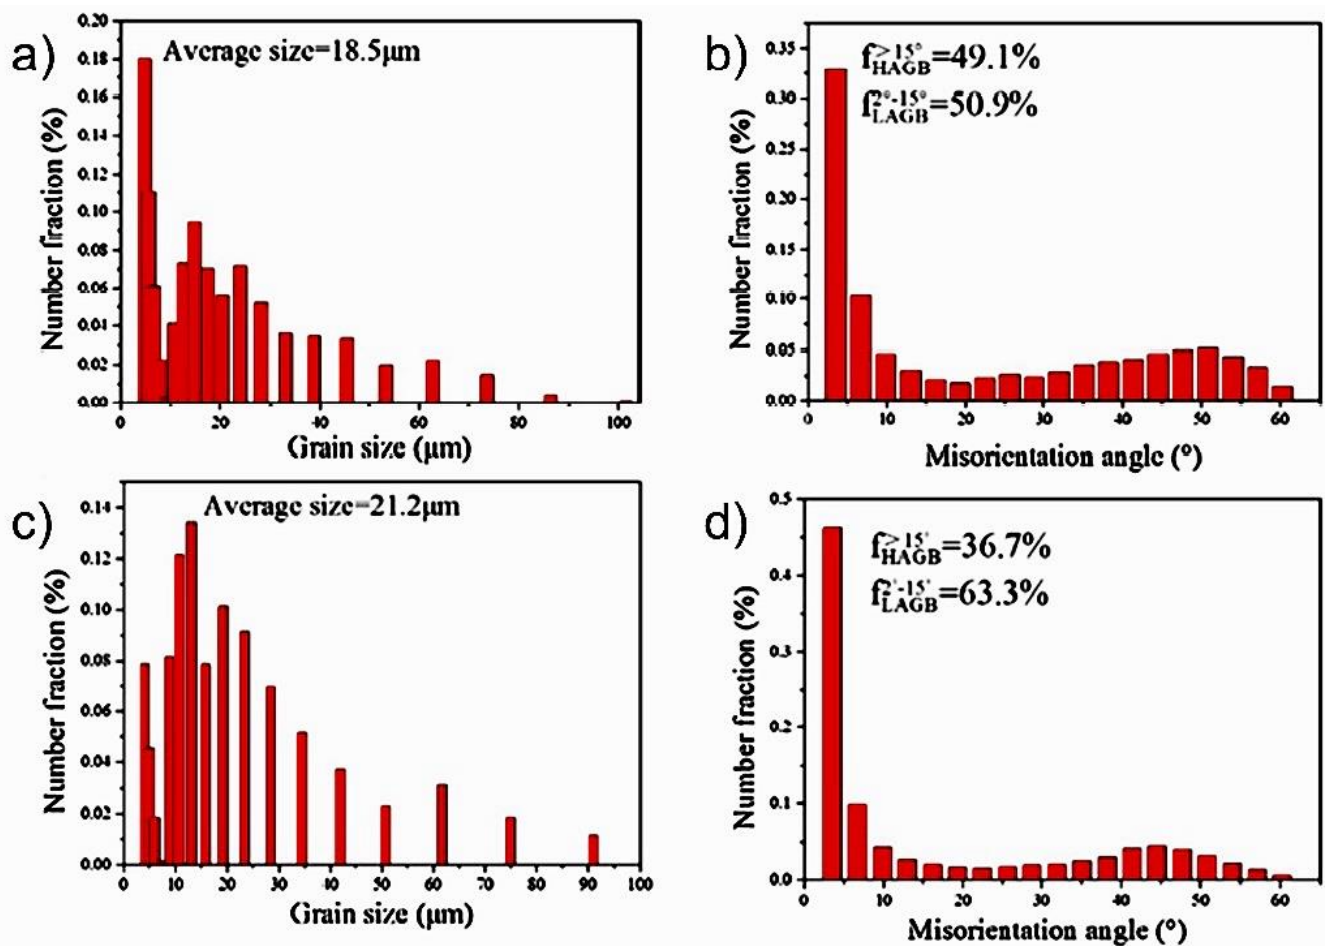 a)
Average size=18.5μm
Number fraction (%)
0.20
0.18
0.16
0.14
0.12
0.10
0.08
0.06
0.04
0.02
0.00
0 20 40 60 80 100
Grain size (μm)
b)
f>15°HAGB=49.1%
f2°-15°LAGB=50.9%
Number fraction (%)
0.35
0.30
0.25
0.20
0.15
0.10
0.05
0.00
0 10 20 30 40 50 60
Misorientation angle (°)
c)
Average size=21.2μm
Number fraction (%)
0.14
0.12
0.10
0.08
0.06
0.04
0.02
0.00
0 10 20 30 40 50 60 70 80 90 100
Grain size (μm)
d)
f>15°HAGB=36.7%
f2°-15°LAGB=63.3%
Number fraction (%)
0.5
0.4
0.3
0.2
0.1
0.0
10 20 30 40 50 60
Misorientation angle (°)